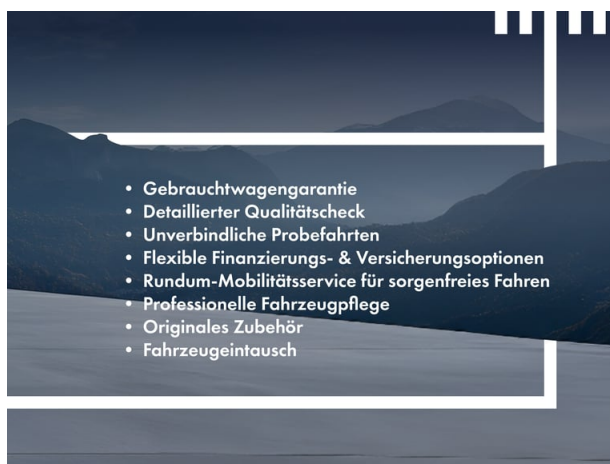 • Gebrauchtwagengarantie
• Detaillierter Qualitätscheck
• Unverbindliche Probefahrten
• Flexible Finanzierungs- & Versicherungsoptionen
• Rundum-Mobilitätsservice für sorgenfreies Fahren
• Professionelle Fahrzeugpflege
• Originales Zubehör
• Fahrzeugeintausch